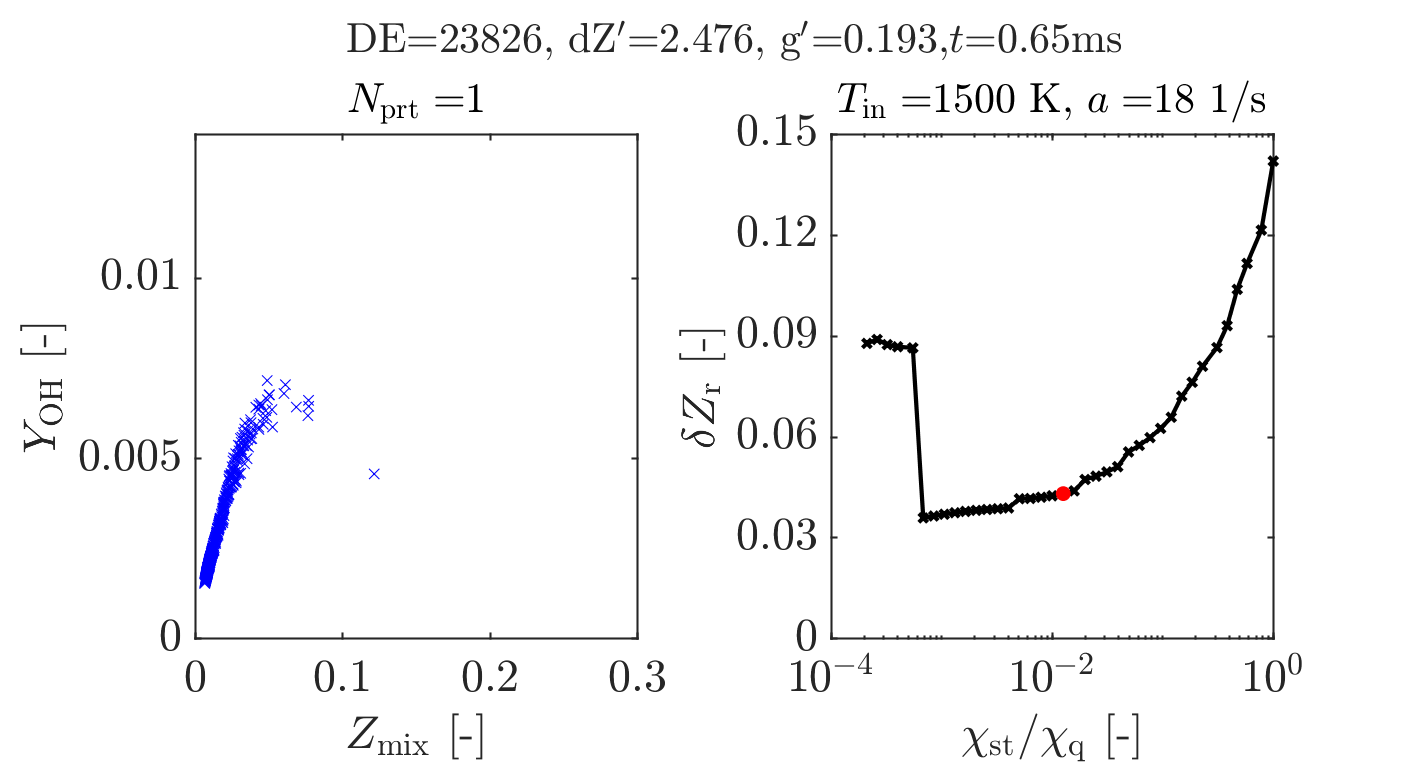 DE=23826, dZ′=2.476, g′=0.193,t=0.65ms
N_prt =1
T_in =1500 K, a =18 1/s
0.01
0.005
0
Y_OH [-]
0
0.1
0.2
0.3
Z_mix [-]
0.15
0.12
0.09
0.06
0.03
0
δZ_r [-]
10⁻⁴
10⁻²
10⁰
χ_st/χ_q [-]